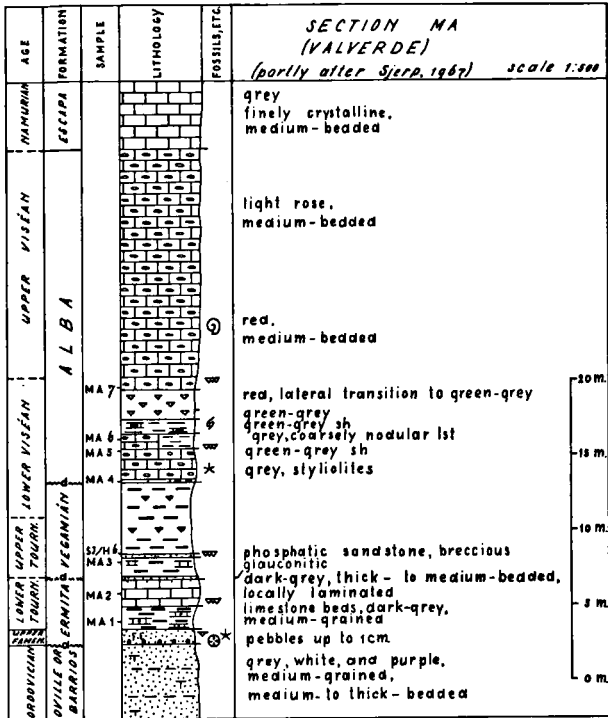 SECTION MA
(VALVERDE)
(partly after Sjerp, 1967) scale 1:500
AGE
FORMATION
SAMPLE
LITHOLOGY
FOSSILS, ETC.
NAMURIAN
UPPER VISÉAN
LOWER VISÉAN
UPPER TOURN.
LOWER TOURN.
UPPER FAMEN.
ORDOVICIAN
ESCAPA
ALBA
VEGAMIÁN
ERMITA
OVILLE OR BARRIOS
MA 7
MA 6
MA 5
MA 4
SJ/H6
MA 3
MA 2
MA 1
grey
finely crystalline,
medium-bedded
light rose,
medium-bedded
red,
medium-bedded
red, lateral transition to green-grey
green-grey
green-grey sh
grey, coarsely nodular lst
green-grey sh
grey, styliolites
phosphatic sandstone, breccious
glauconitic
dark-grey, thick- to medium-bedded,
locally laminated
limestone beds, dark-grey,
medium-grained
pebbles up to 1cm.
grey, white, and purple,
medium-grained,
medium- to thick-bedded
20 m.
15 m.
10 m.
5 m.
0 m.